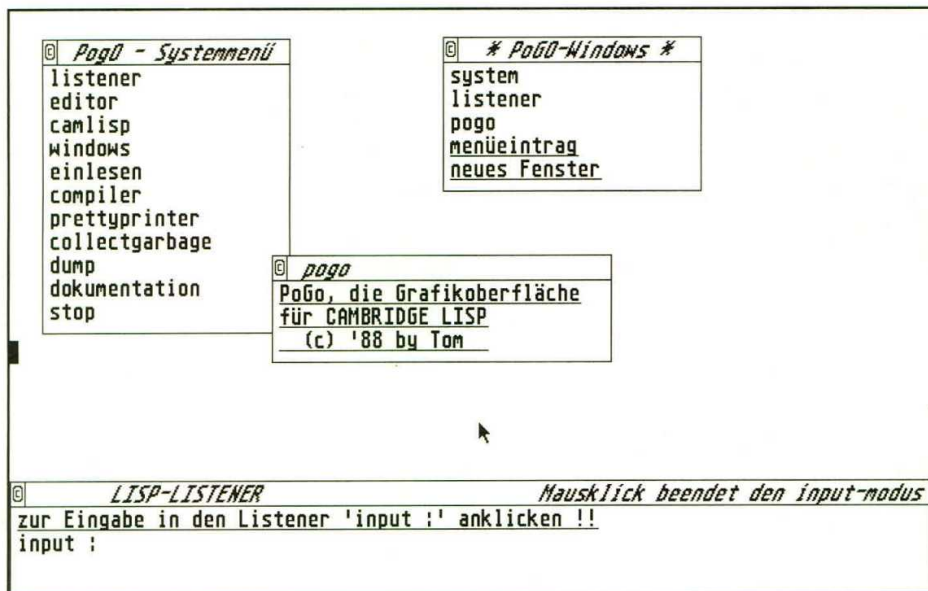 © PogO - Systemmenü
listener
editor
camlisp
windows
einlesen
compiler
prettyprinter
collectgarbage
dump
dokumentation
stop
© * PoGO-Windows *
system
listener
pogo
menüeintrag
neues Fenster
© pogo
PoGo, die Grafikoberfläche
für CAMBRIDGE LISP
(c) '88 by Tom
© LISP-LISTENER Mausklick beendet den input-modus
zur Eingabe in den Listener 'input :' anklicken !!
input :